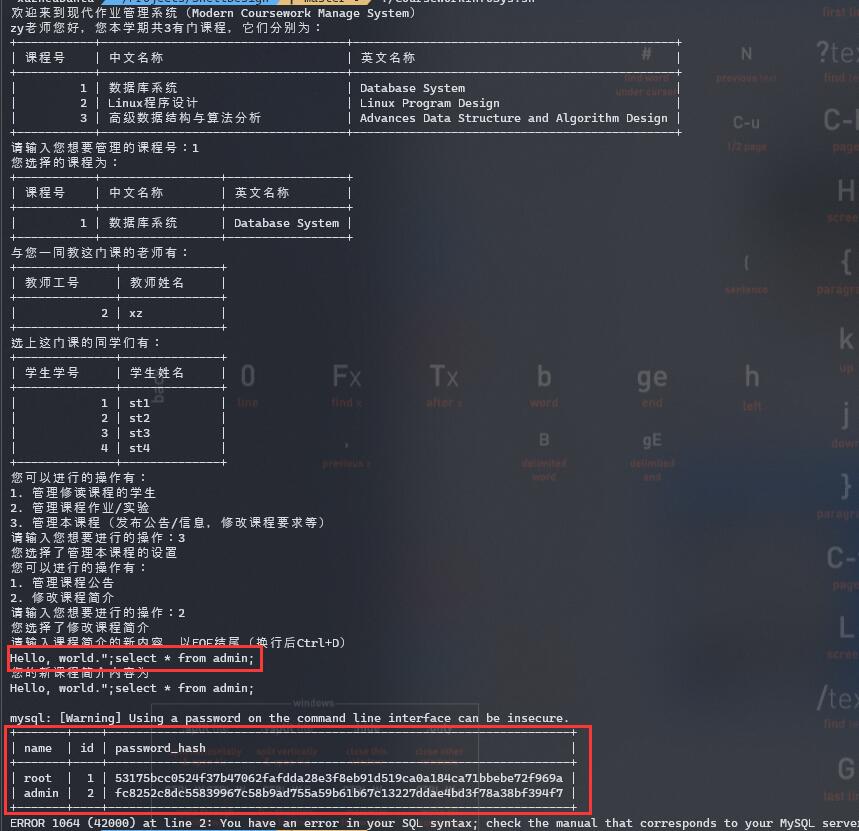 欢迎来到现代作业管理系统（Modern Coursework Manage System）
zy老师您好，您本学期共3有门课程，它们分别为：
| 课程号 | 中文名称 | 英文名称 |
| 1 | 数据库系统 | Database System |
| 2 | Linux程序设计 | Linux Program Design |
| 3 | 高级数据结构与算法分析 | Advances Data Structure and Algorithm Design |
请输入您想要管理的课程号：1
您选择的课程为：
| 课程号 | 中文名称 | 英文名称 |
| 1 | 数据库系统 | Database System |
与您一同教这门课的老师有：
| 教师工号 | 教师姓名 |
| 2 | xz |
选上这门课的同学们有：
| 学生学号 | 学生姓名 |
| 1 | st1 |
| 2 | st2 |
| 3 | st3 |
| 4 | st4 |
您可以进行的操作有：
1. 管理修读课程的学生
2. 管理课程作业/实验
3. 管理本课程（发布公告/信息，修改课程要求等）
请输入您想要进行的操作：3
您选择了管理本课程的设置
您可以进行的操作有：
1. 管理课程公告
2. 修改课程简介
请输入您想要进行的操作：2
您选择了修改课程简介
请输入课程简介的新内容，以EOF结尾（换行后Ctrl+D）
Hello, world.";select * from admin;
您的新课程简介内容为
Hello, world.";select * from admin;
mysql: [Warning] Using a password on the command line interface can be insecure.
| name | id | password_hash |
| root | 1 | 53175bcc0524f37b47062fafdda28e3f8eb91d519ca0a184ca71bbebe72f969a |
| admin | 2 | fc8252c8dc55839967c58b9ad755a59b61b67c13227ddae4bd3f78a38bf394f7 |
ERROR 1064 (42000) at line 2: You have an error in your SQL syntax; check the manual that corresponds to your MySQL serve